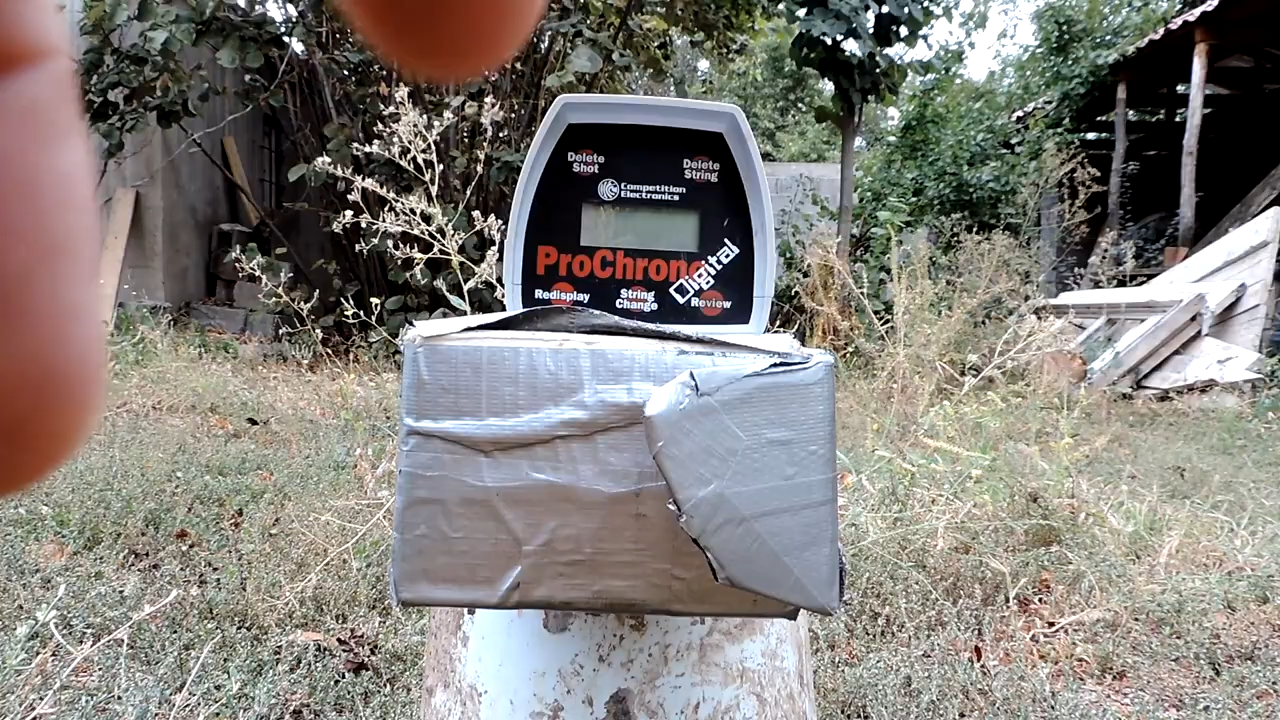 Delete
Shot
Delete
String
Competition
Electronics
ProChrono
Digital
Redisplay
String
Change
Review